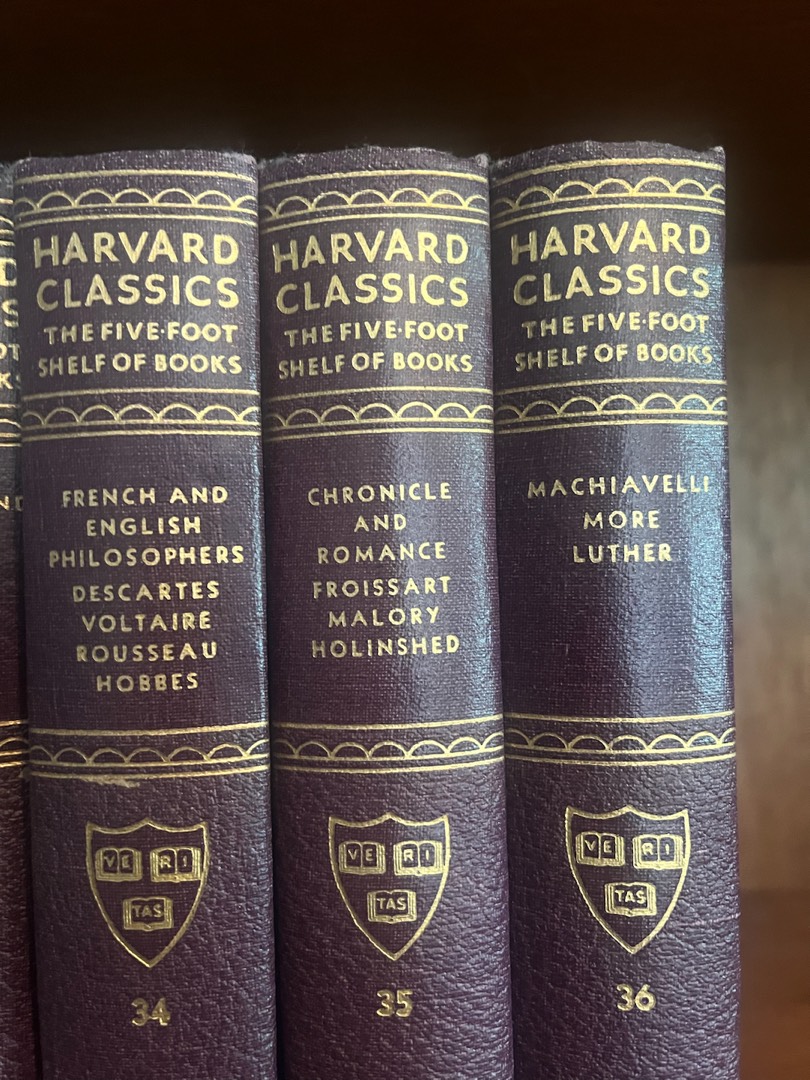 HARVARD
CLASSICS
THE FIVE·FOOT
SHELF OF BOOKS
FRENCH AND
ENGLISH
PHILOSOPHERS
DESCARTES
VOLTAIRE
ROUSSEAU
HOBBES
VE RI
TAS
34
HARVARD
CLASSICS
THE FIVE·FOOT
SHELF OF BOOKS
CHRONICLE
AND
ROMANCE
FROISSART
MALORY
HOLINSHED
VE RI
TAS
35
HARVARD
CLASSICS
THE FIVE·FOOT
SHELF OF BOOKS
MACHIAVELLI
MORE
LUTHER
VE RI
TAS
36